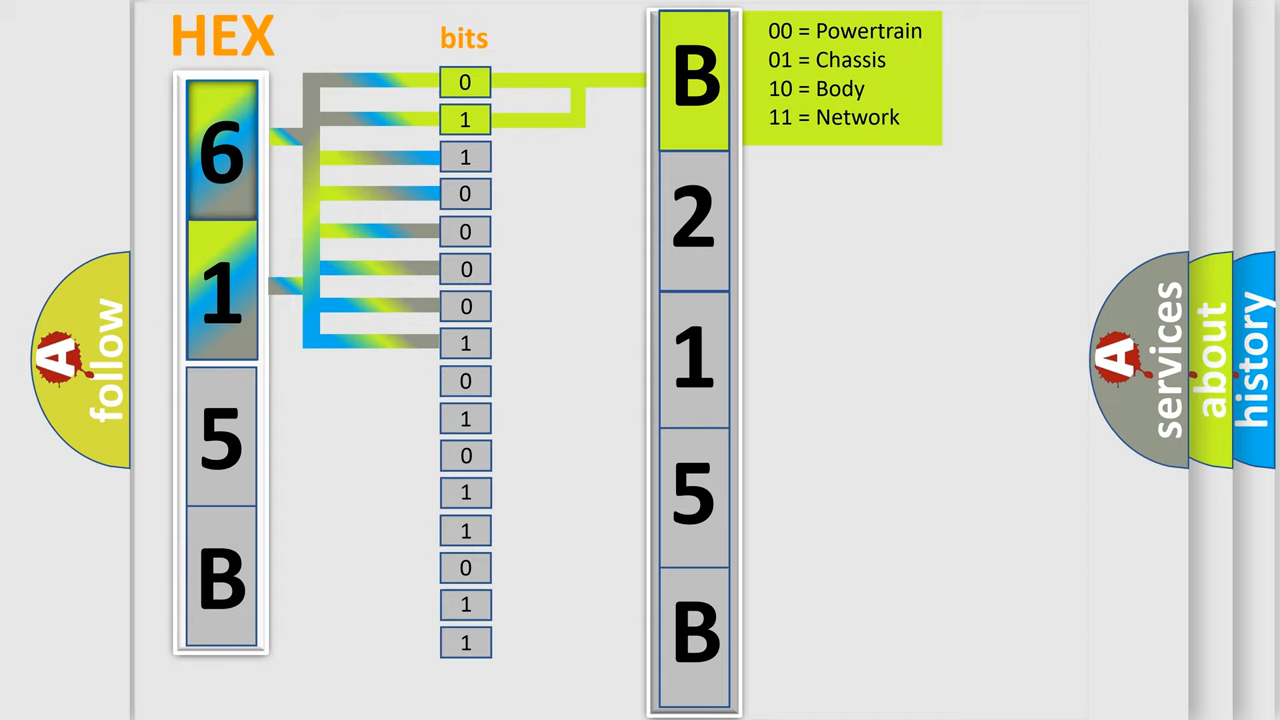 HEX
bits
6
1
5
B
0
1
1
0
0
0
0
1
0
1
0
1
1
0
1
1
B
2
1
5
B
00 = Powertrain
01 = Chassis
10 = Body
11 = Network
A
follow
A
services
about
history